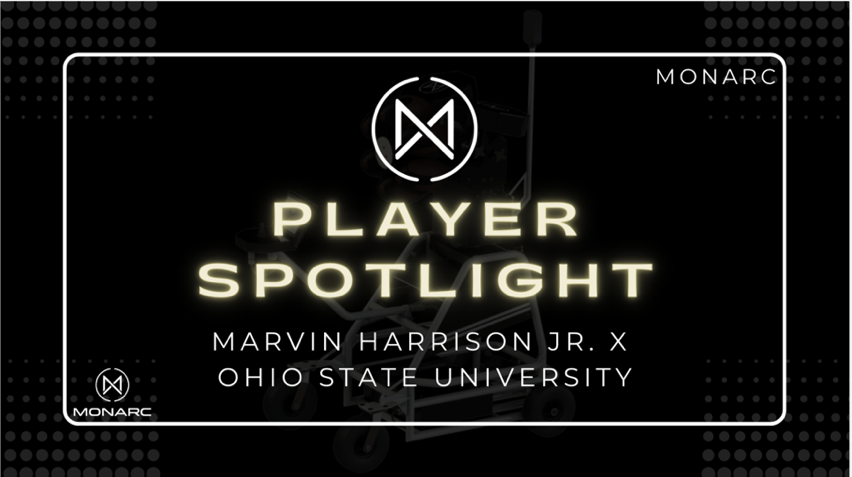 MONARC
PLAYER
SPOTLIGHT
MARVIN HARRISON JR. X
OHIO STATE UNIVERSITY
MONARC